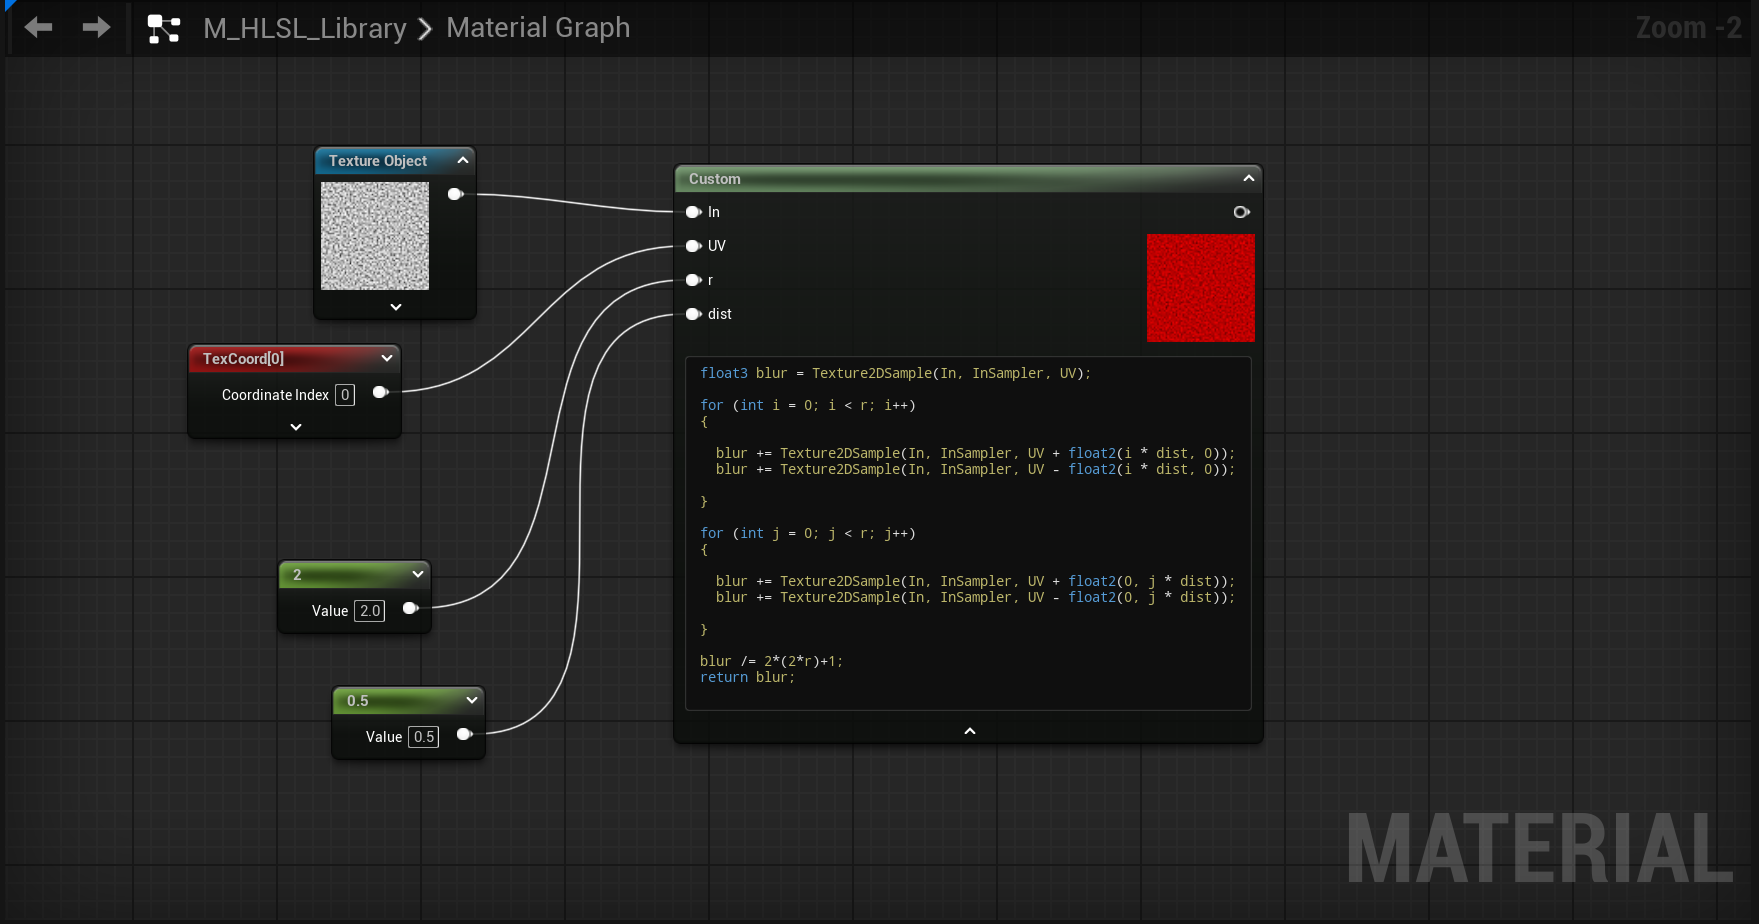 M_HLSL_Library > Material Graph
Zoom -2
Texture Object
TexCoord[0]
Coordinate Index 0
2
Value 2.0
0.5
Value 0.5
Custom
In
UV
r
dist
float3 blur = Texture2DSample(In, InSampler, UV);
for (int i = 0; i < r; i++)
{
blur += Texture2DSample(In, InSampler, UV + float2(i * dist, 0));
blur += Texture2DSample(In, InSampler, UV - float2(i * dist, 0));
}
for (int j = 0; j < r; j++)
{
blur += Texture2DSample(In, InSampler, UV + float2(0, j * dist));
blur += Texture2DSample(In, InSampler, UV - float2(0, j * dist));
}
blur /= 2*(2*r)+1;
return blur;
MATERIAL